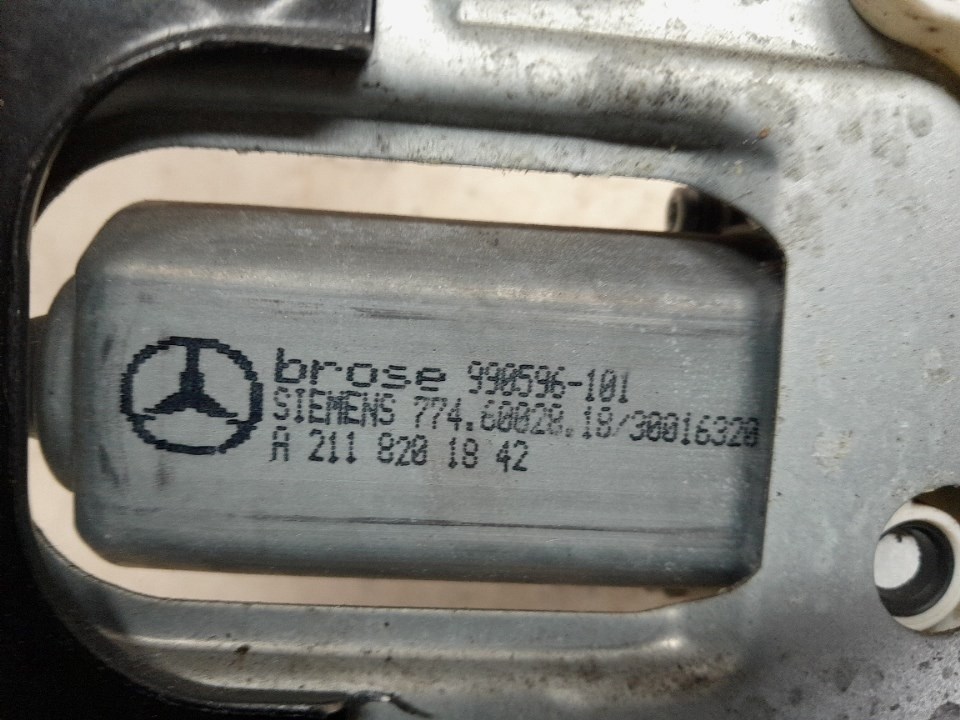 brose 990596-101
SIEMENS 774.60028.18/30016320
A 211 820 18 42